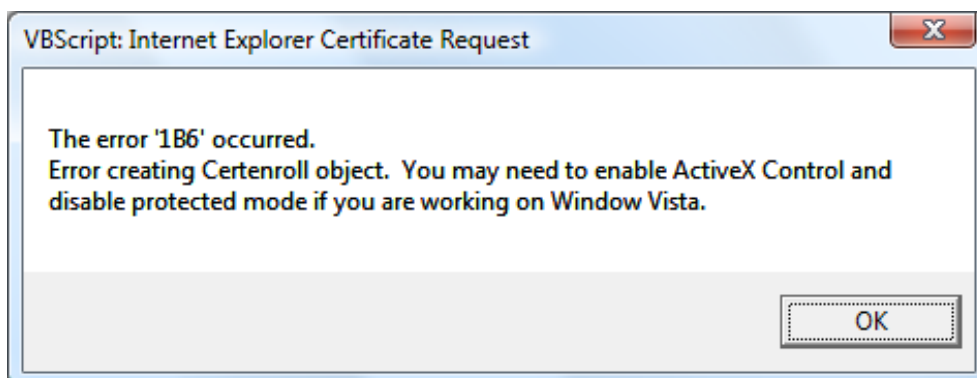 VBScript: Internet Explorer Certificate Request
The error '1B6' occurred.
Error creating Certenroll object. You may need to enable ActiveX Control and
disable protected mode if you are working on Window Vista.
OK